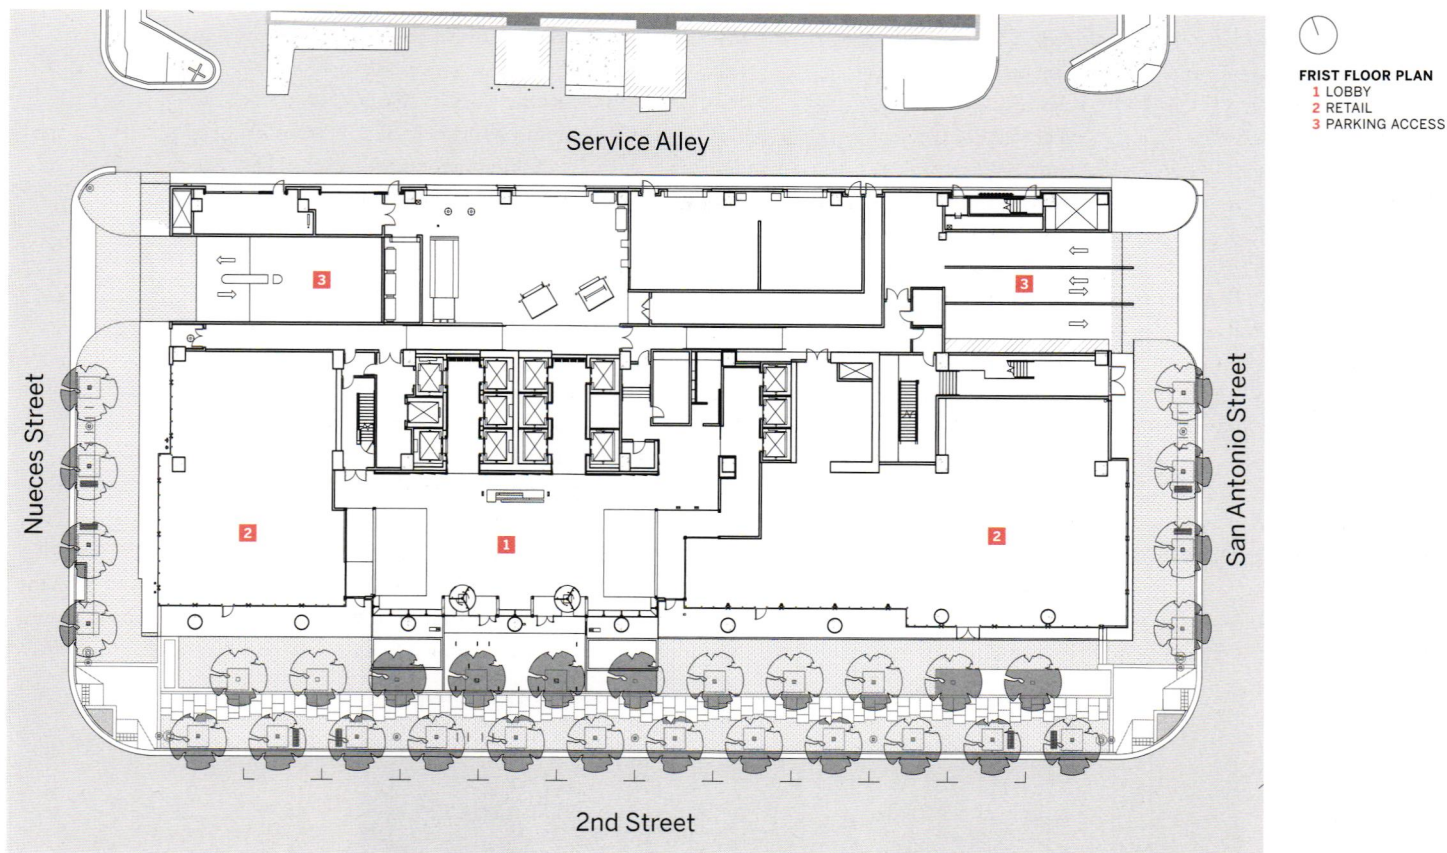 FRIST FLOOR PLAN
1 LOBBY
2 RETAIL
3 PARKING ACCESS
Service Alley
3
3
Nueces Street
San Antonio Street
2
1
2
2nd Street